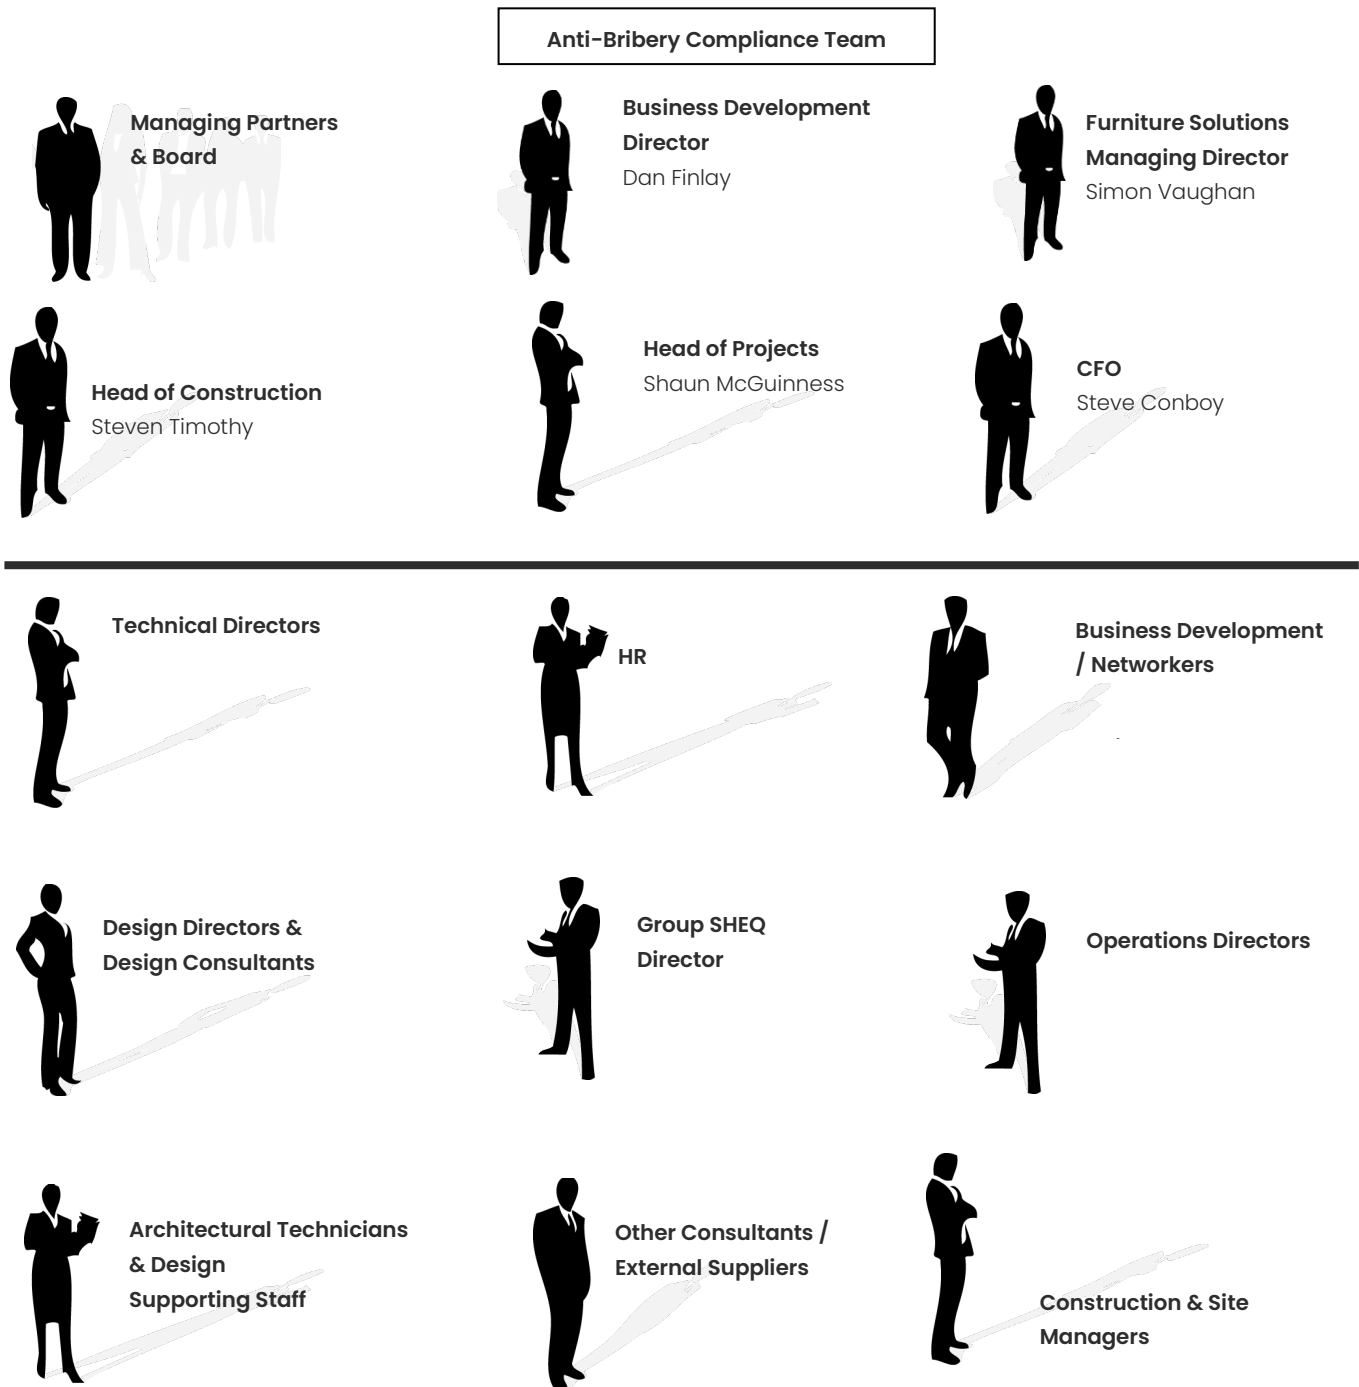 Anti-Bribery Compliance Team
Managing Partners
& Board
Business Development
Director
Dan Finlay
Furniture Solutions
Managing Director
Simon Vaughan
Head of Construction
Steven Timothy
Head of Projects
Shaun McGuinness
CFO
Steve Conboy
Technical Directors
HR
Business Development
/ Networkers
Design Directors &
Design Consultants
Group SHEQ
Director
Operations Directors
Architectural Technicians
& Design
Supporting Staff
Other Consultants /
External Suppliers
Construction & Site
Managers